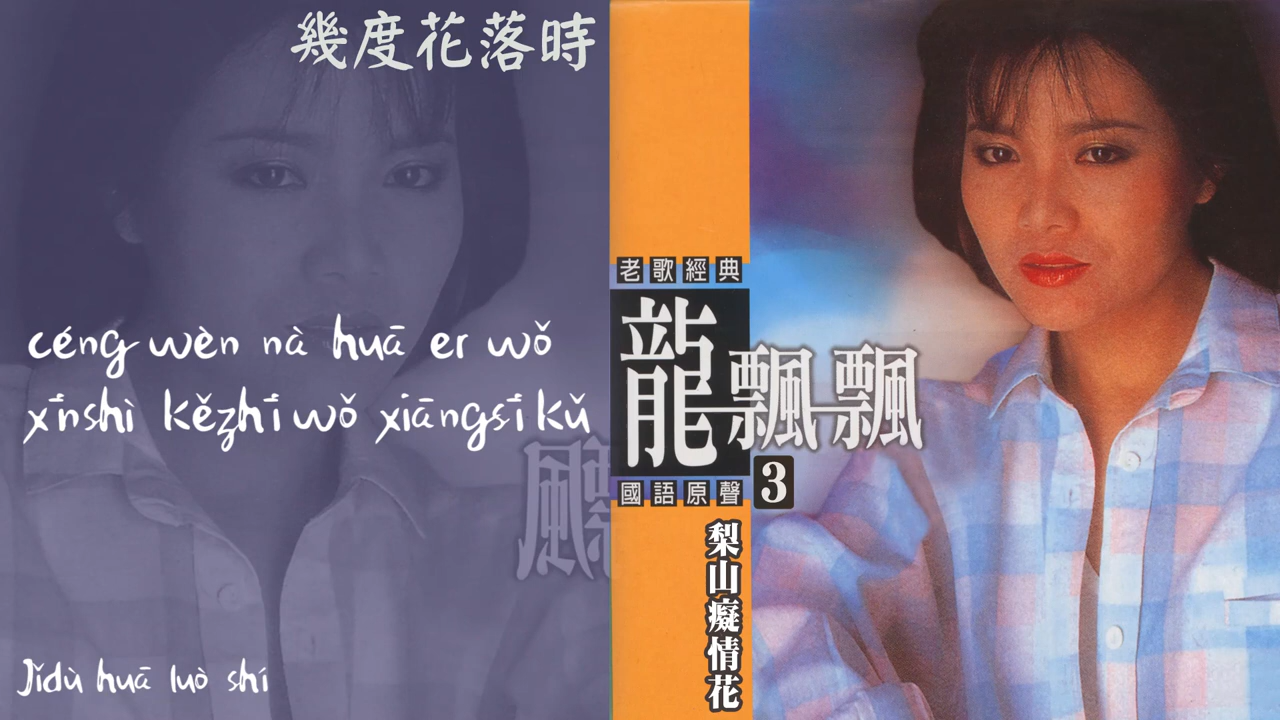 幾度花落時
céng wèn nà huā er wǒ
xīnshì kězhī wǒ xiāngsī kǔ
Jǐdù huā luò shí
老歌經典
龍飄飄
國語原聲
3
梨山癡情花